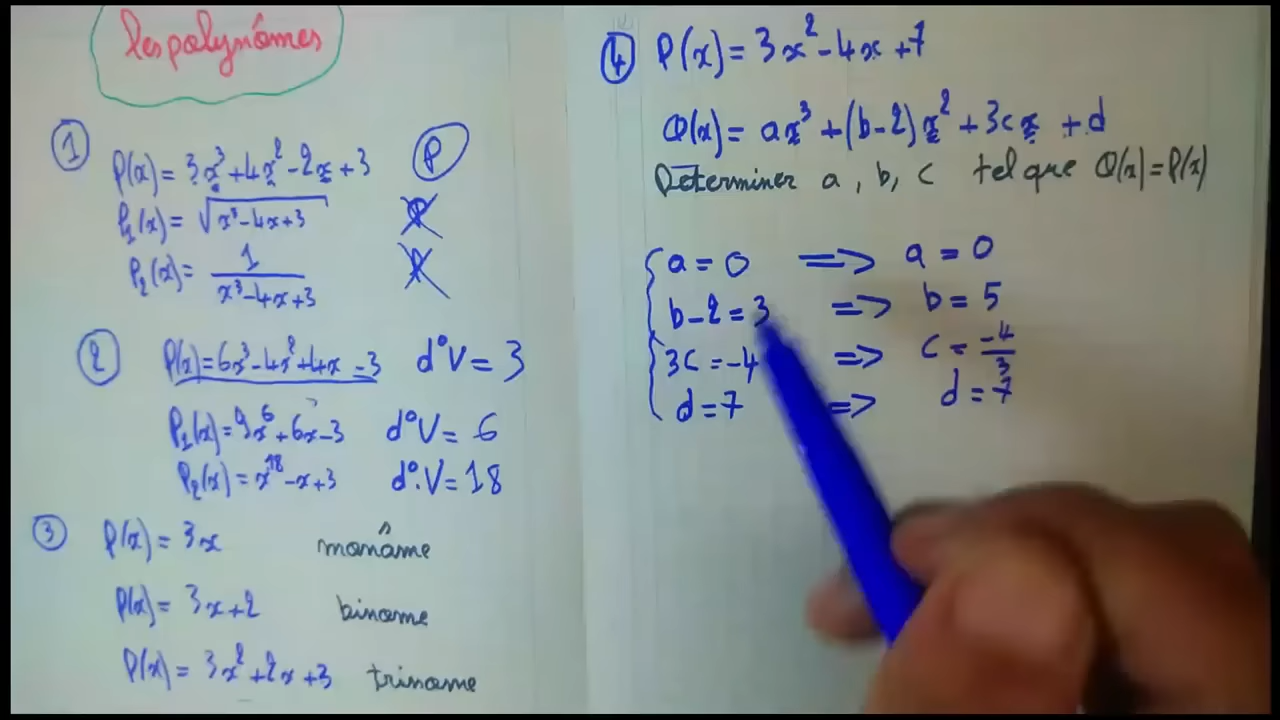 les polynômes
①
P(x) = 3x³ + 4x² - 2x + 3 P
P₁(x) = √(x³ - 4x + 3) P
P₂(x) = 1/(x³ - 4x + 3) P
② P(x) = 6x³ - 4x² + 4x - 3 d°V = 3
P₁(x) = 9x⁶ + 6x - 3 d°V = 6
P₂(x) = x¹⁸ - x + 3 d°.V = 18
③ P(x) = 3x monôme
P(x) = 3x + 2 binome
P(x) = 3x² + 2x + 3 trinome
④ P(x) = 3x² - 4x + 7
Q(x) = ax³ + (b-2)x² + 3cx + d
Determiner a, b, c tel que Q(x) = P(x)
a = 0 => a = 0
b - 2 = 3 => b = 5
3c = -4 => c = -4/3
d = 7 => d = 7